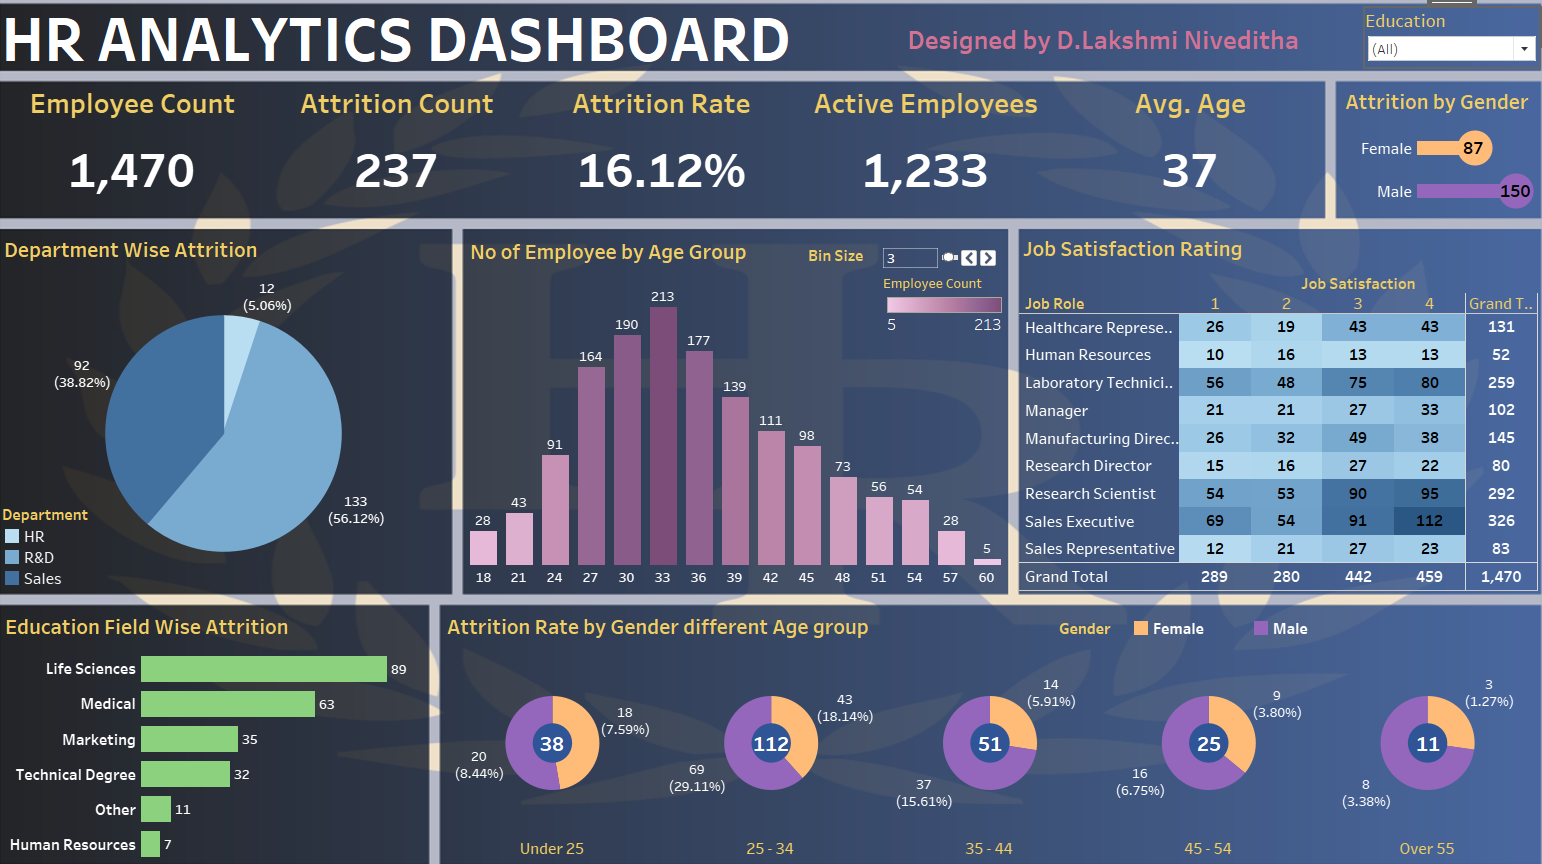 HR ANALYTICS DASHBOARD
Designed by D.Lakshmi Niveditha
Education
(All)
Employee Count
1,470
Attrition Count
237
Attrition Rate
16.12%
Active Employees
1,233
Avg. Age
37
Attrition by Gender
Female 87
Male 150
Department Wise Attrition
12
(5.06%)
92
(38.82%)
133
(56.12%)
Department
HR
R&D
Sales
No of Employee by Age Group
Bin Size 3
Employee Count
5 213
28 43 91 164 190 213 177 139 111 98 73 56 54 28 5
18 21 24 27 30 33 36 39 42 45 48 51 54 57 60
Job Satisfaction Rating
Job Satisfaction
Job Role 1 2 3 4 Grand T..
Healthcare Represe.. 26 19 43 43 131
Human Resources 10 16 13 13 52
Laboratory Technici.. 56 48 75 80 259
Manager 21 21 27 33 102
Manufacturing Direc.. 26 32 49 38 145
Research Director 15 16 27 22 80
Research Scientist 54 53 90 95 292
Sales Executive 69 54 91 112 326
Sales Representative 12 21 27 23 83
Grand Total 289 280 442 459 1,470
Education Field Wise Attrition
Life Sciences 89
Medical 63
Marketing 35
Technical Degree 32
Other 11
Human Resources 7
Attrition Rate by Gender different Age group
Gender Female Male
18
(7.59%)
38
20
(8.44%)
Under 25
43
(18.14%)
112
69
(29.11%)
25 - 34
14
(5.91%)
51
37
(15.61%)
35 - 44
9
(3.80%)
25
16
(6.75%)
45 - 54
3
(1.27%)
11
8
(3.38%)
Over 55